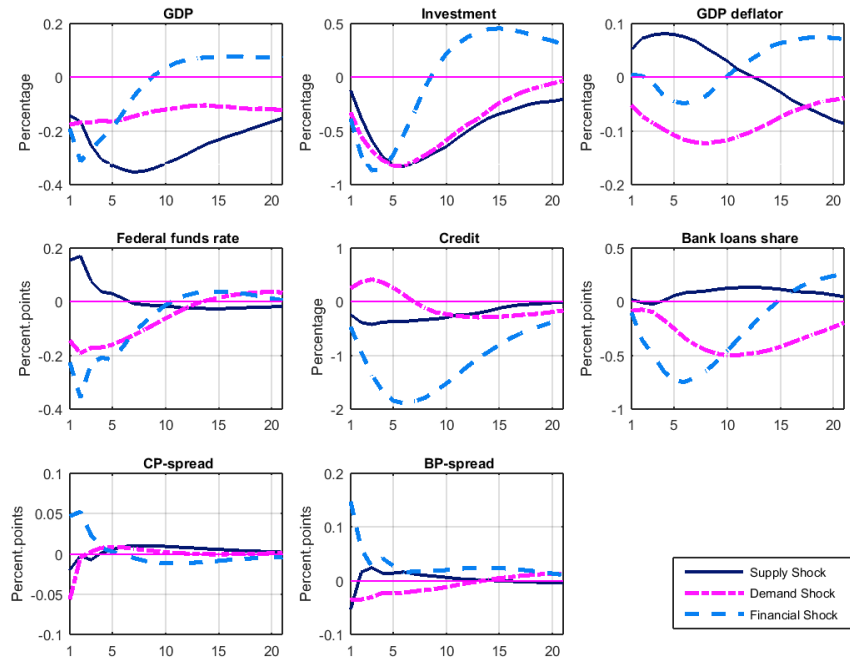 GDP
Percentage
0.2
0
-0.2
-0.4
1 5 10 15 20
Investment
Percentage
0.5
0
-0.5
-1
1 5 10 15 20
GDP deflator
Percentage
0.1
0
-0.1
-0.2
1 5 10 15 20
Federal funds rate
Percent.points
0.2
0
-0.2
-0.4
1 5 10 15 20
Credit
Percentage
1
0
-1
-2
1 5 10 15 20
Bank loans share
Percent.points
0.5
0
-0.5
-1
1 5 10 15 20
CP-spread
Percent.points
0.1
0.05
0
-0.05
-0.1
1 5 10 15 20
BP-spread
Percent.points
0.2
0.1
0
-0.1
1 5 10 15 20
Supply Shock
Demand Shock
Financial Shock